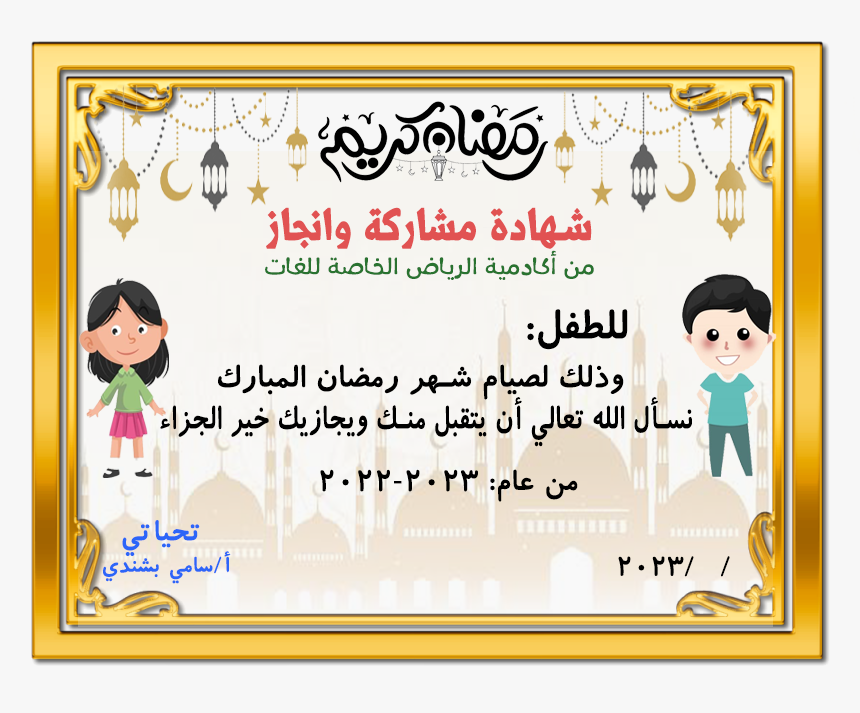 رمضان كريم
شهادة مشاركة وانجاز
من أكادمية الرياض الخاصة للغات
للطفل:
وذلك لصيام شهر رمضان المبارك
نسأل الله تعالي أن يتقبل منك ويجازيك خير الجزاء
من عام: ٢٠٢٣-٢٠٢٢
تحياتي
أ/سامي بشندي
/ /٢٠٢٣